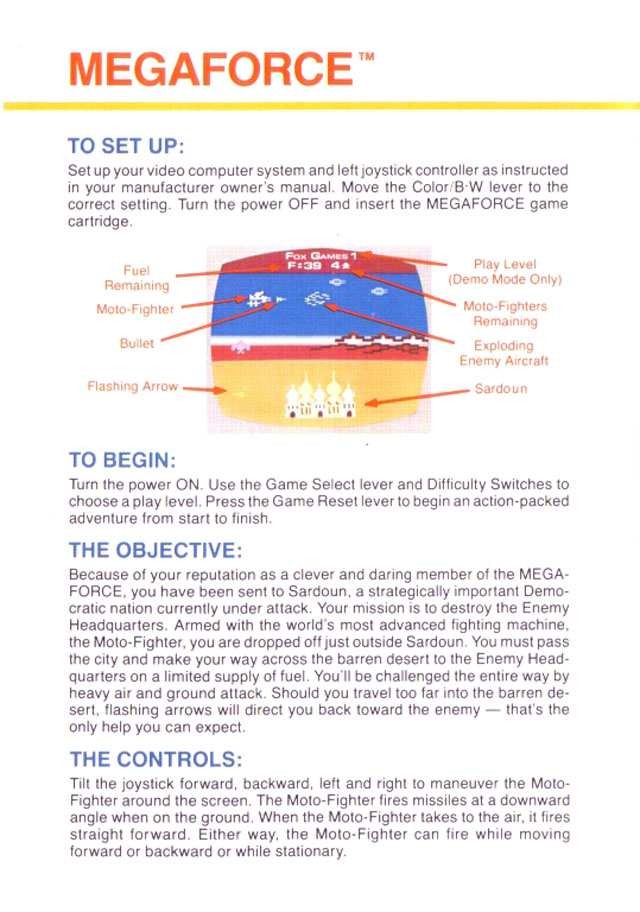 MEGAFORCE™
TO SET UP:
Set up your video computer system and left joystick controller as instructed
in your manufacturer owner's manual. Move the Color/B·W lever to the
correct setting. Turn the power OFF and insert the MEGAFORCE game
cartridge.
Fuel
Remaining
Moto-Fighter
Bullet
Flashing Arrow
FOX GAMES 1
F:39 4
Play Level
(Demo Mode Only)
Moto-Fighters
Remaining
Exploding
Enemy Aircraft
Sardoun
TO BEGIN:
Turn the power ON. Use the Game Select lever and Difficulty Switches to
choose a play level. Press the Game Reset lever to begin an action-packed
adventure from start to finish.
THE OBJECTIVE:
Because of your reputation as a clever and daring member of the MEGA-
FORCE, you have been sent to Sardoun, a strategically important Demo-
cratic nation currently under attack. Your mission is to destroy the Enemy
Headquarters. Armed with the world's most advanced fighting machine,
the Moto-Fighter, you are dropped off just outside Sardoun. You must pass
the city and make your way across the barren desert to the Enemy Head-
quarters on a limited supply of fuel. You'll be challenged the entire way by
heavy air and ground attack. Should you travel too far into the barren de-
sert, flashing arrows will direct you back toward the enemy — that's the
only help you can expect.
THE CONTROLS:
Tilt the joystick forward, backward, left and right to maneuver the Moto-
Fighter around the screen. The Moto-Fighter fires missiles at a downward
angle when on the ground. When the Moto-Fighter takes to the air, it fires
straight forward. Either way, the Moto-Fighter can fire while moving
forward or backward or while stationary.